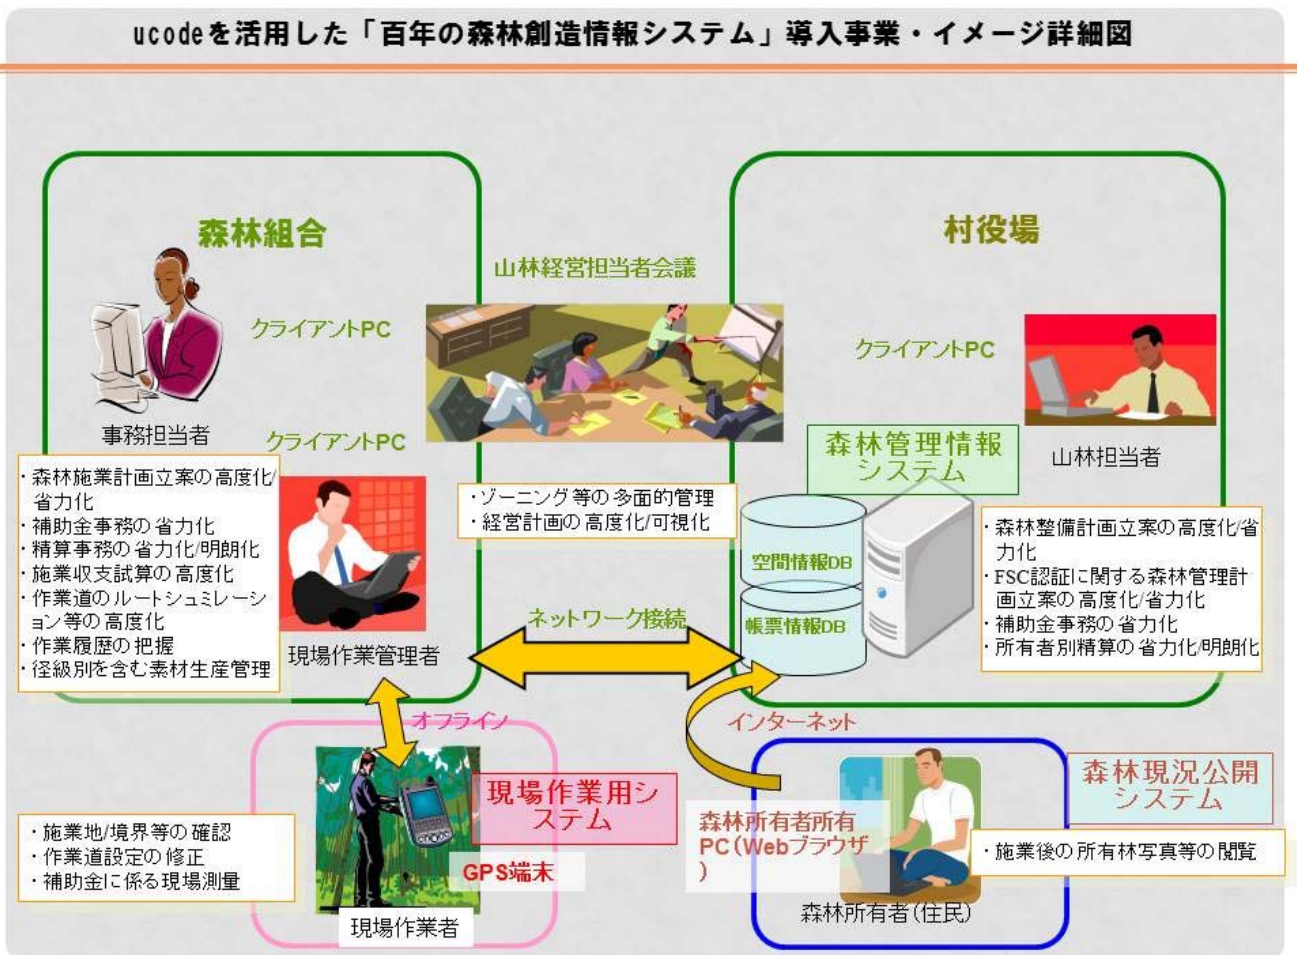 ucodeを活用した「百年の森林創造情報システム」導入事業・イメージ詳細図
森林組合
事務担当者
クライアントPC
クライアントPC
現場作業管理者
・森林施業計画立案の高度化/
省力化
・補助金事務の省力化
・精算事務の省力化/明朗化
・施業収支試算の高度化
・作業道のルートシュミレーシ
ョン等の高度化
・作業履歴の把握
・径級別を含む素材生産管理
山林経営担当者会議
・ゾーニング等の多面的管理
・経営計画の高度化/可視化
ネットワーク接続
村役場
クライアントPC
山林担当者
森林管理情報
システム
空間情報DB
帳票情報DB
・森林整備計画立案の高度化/省
力化
・FSC認証に関する森林管理計
画立案の高度化/省力化
・補助金事務の省力化
・所有者別精算の省力化/明朗化
オフライン
現場作業用シ
ステム
GPS端末
現場作業者
・施業地/境界等の確認
・作業道設定の修正
・補助金に係る現場測量
インターネット
森林所有者所有
PC(Webブラウザ
)
森林所有者(住民)
森林現況公開
システム
・施業後の所有林写真等の閲覧